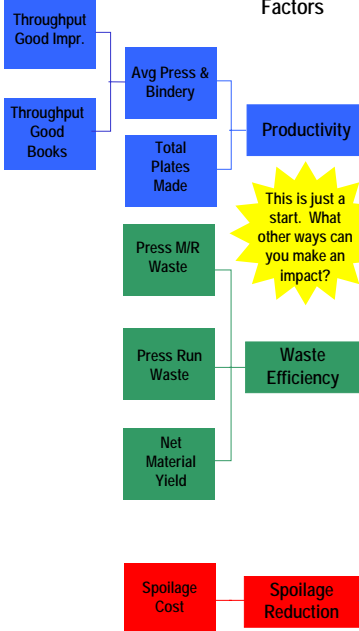 Factors
Throughput
Good Impr.
Avg Press &
Bindery
Throughput
Good
Books
Productivity
Total
Plates
Made
This is just a
start. What
other ways can
you make an
impact?
Press M/R
Waste
Press Run
Waste
Waste
Efficiency
Net
Material
Yield
Spoilage
Cost
Spoilage
Reduction